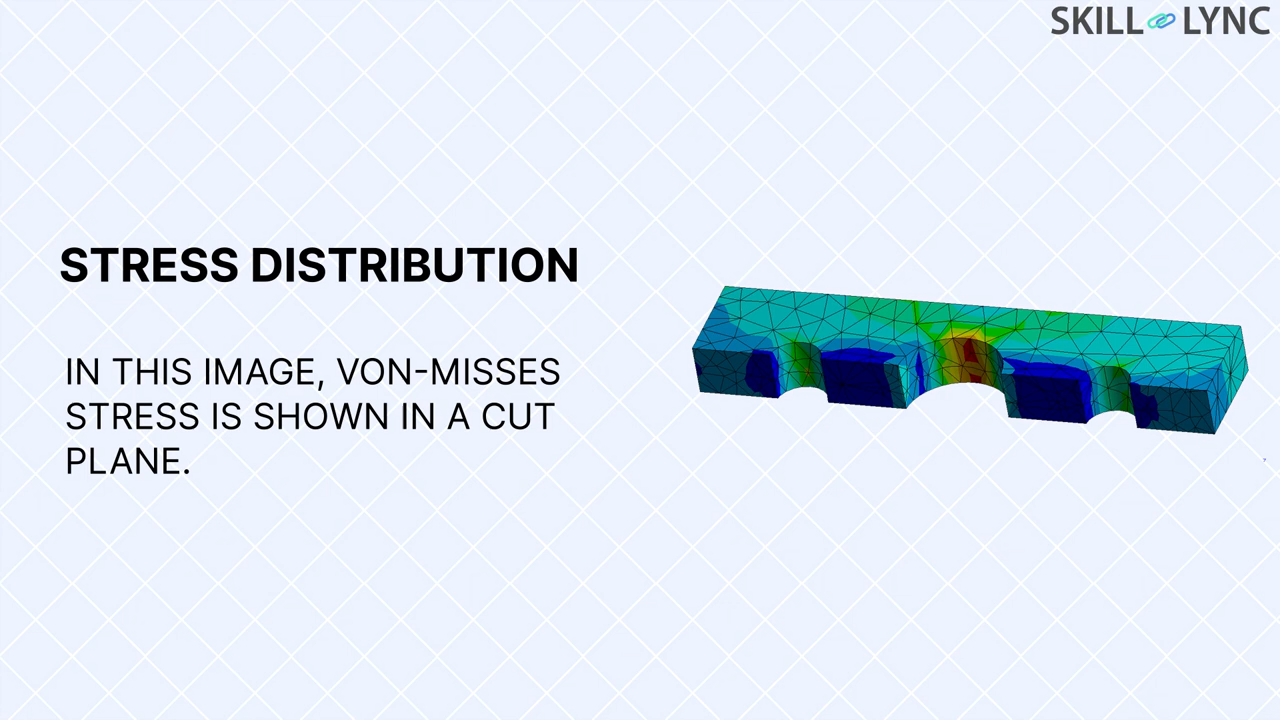 SKILL LYNC
STRESS DISTRIBUTION
IN THIS IMAGE, VON-MISSES
STRESS IS SHOWN IN A CUT
PLANE.